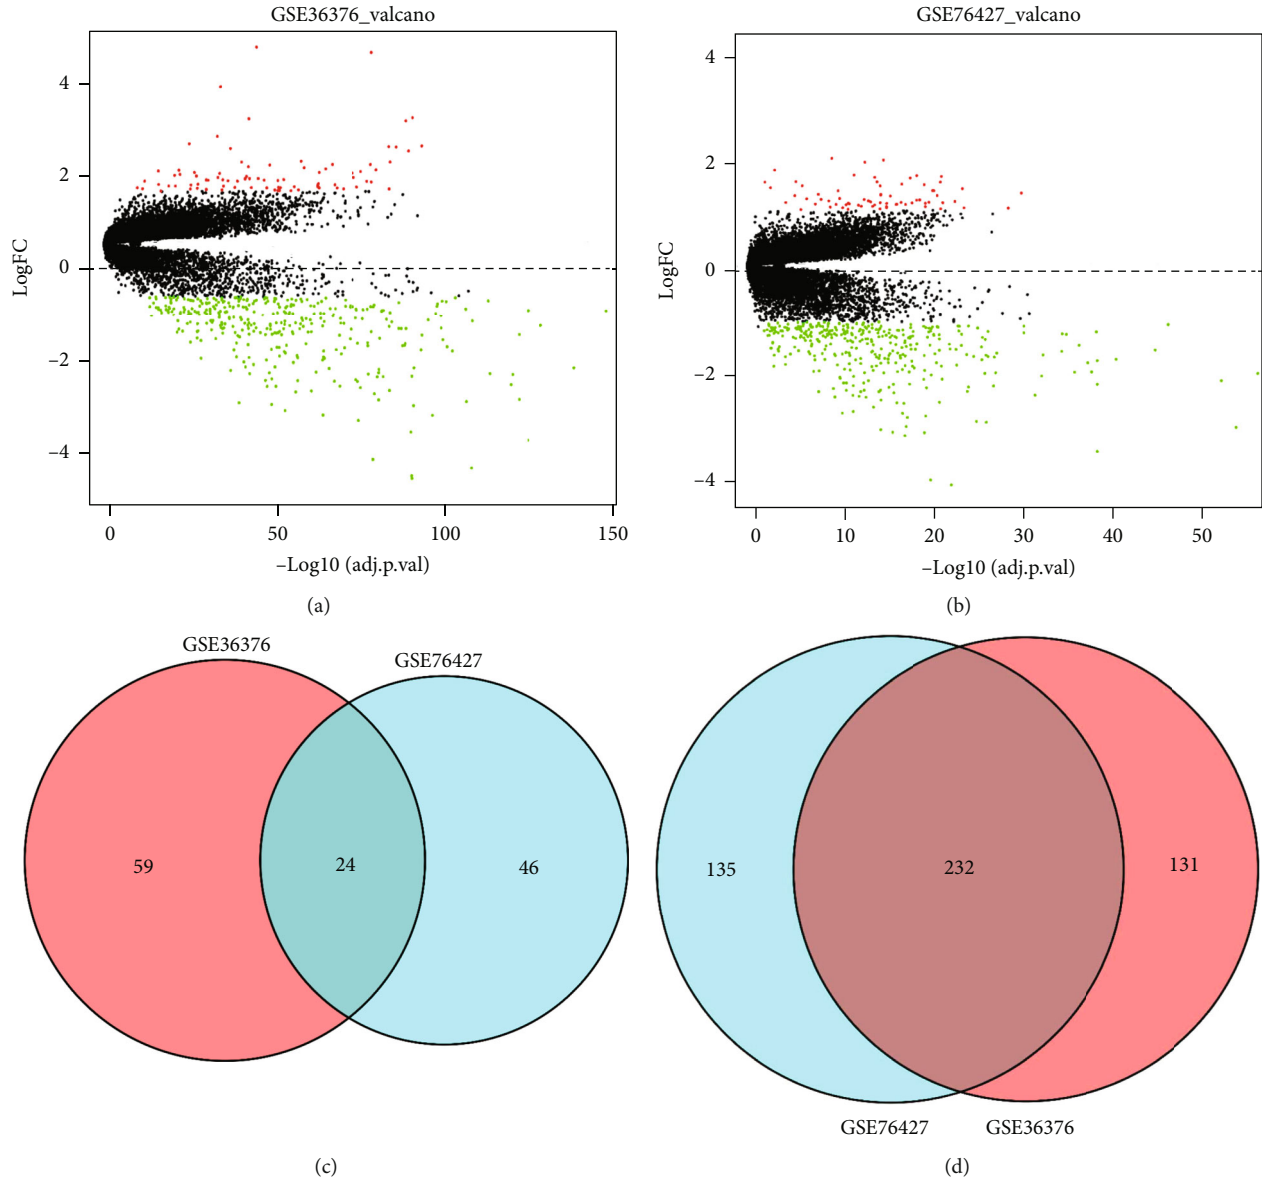 GSE36376_valcano
4
2
0
−2
−4
LogFC
0
50
100
150
−Log10 (adj.p.val)
(a)
GSE76427_valcano
4
2
0
−2
−4
LogFC
0
10
20
30
40
50
−Log10 (adj.p.val)
(b)
GSE36376
GSE76427
59
24
46
(c)
135
232
131
GSE76427
GSE36376
(d)